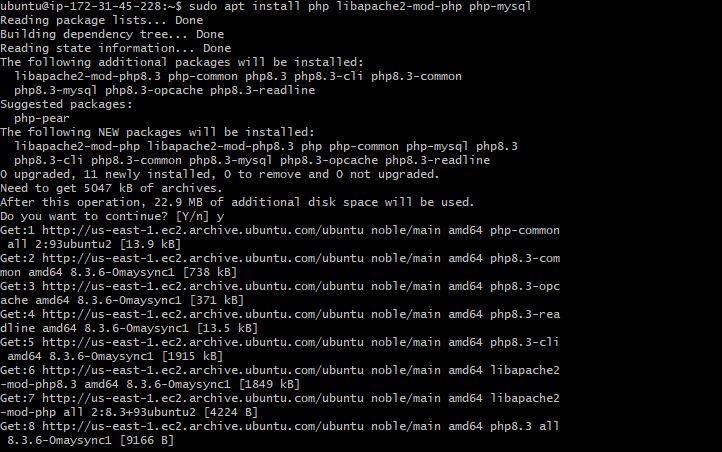 ubuntu@ip-172-31-45-228:~$ sudo apt install php libapache2-mod-php php-mysql
Reading package lists... Done
Building dependency tree... Done
Reading state information... Done
The following additional packages will be installed:
  libapache2-mod-php8.3 php-common php8.3 php8.3-cli php8.3-common
  php8.3-mysql php8.3-opcache php8.3-readline
Suggested packages:
  php-pear
The following NEW packages will be installed:
  libapache2-mod-php libapache2-mod-php8.3 php php-common php-mysql php8.3
  php8.3-cli php8.3-common php8.3-mysql php8.3-opcache php8.3-readline
0 upgraded, 11 newly installed, 0 to remove and 0 not upgraded.
Need to get 5047 kB of archives.
After this operation, 22.9 MB of additional disk space will be used.
Do you want to continue? [Y/n] y
Get:1 http://us-east-1.ec2.archive.ubuntu.com/ubuntu noble/main amd64 php-common
 all 2:93ubuntu2 [13.9 kB]
Get:2 http://us-east-1.ec2.archive.ubuntu.com/ubuntu noble/main amd64 php8.3-com
mon amd64 8.3.6-0maysync1 [738 kB]
Get:3 http://us-east-1.ec2.archive.ubuntu.com/ubuntu noble/main amd64 php8.3-opc
ache amd64 8.3.6-0maysync1 [371 kB]
Get:4 http://us-east-1.ec2.archive.ubuntu.com/ubuntu noble/main amd64 php8.3-rea
dline amd64 8.3.6-0maysync1 [13.5 kB]
Get:5 http://us-east-1.ec2.archive.ubuntu.com/ubuntu noble/main amd64 php8.3-cli
 amd64 8.3.6-0maysync1 [1915 kB]
Get:6 http://us-east-1.ec2.archive.ubuntu.com/ubuntu noble/main amd64 libapache2
-mod-php8.3 amd64 8.3.6-0maysync1 [1849 kB]
Get:7 http://us-east-1.ec2.archive.ubuntu.com/ubuntu noble/main amd64 libapache2
-mod-php all 2:8.3+93ubuntu2 [4224 B]
Get:8 http://us-east-1.ec2.archive.ubuntu.com/ubuntu noble/main amd64 php8.3 all
 8.3.6-0maysync1 [9166 B]